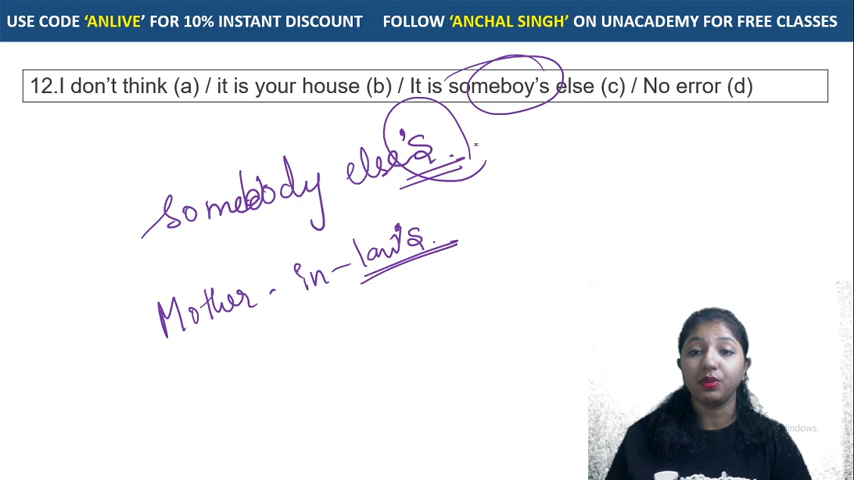 USE CODE ‘ANLIVE’ FOR 10% INSTANT DISCOUNT FOLLOW ‘ANCHAL SINGH’ ON UNACADEMY FOR FREE CLASSES
12.I don’t think (a) / it is your house (b) / It is someboy’s else (c) / No error (d)
somebody else's.
Mother-in-law's.